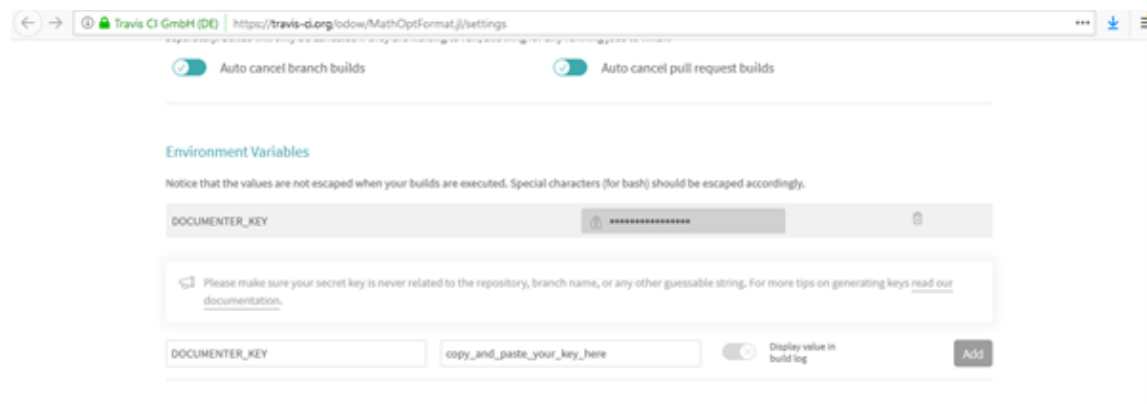 Travis CI GmbH (DE) https://travis-ci.org/odow/MathOptFormat.jl/settings
Auto cancel branch builds Auto cancel pull request builds
Environment Variables
Notice that the values are not escaped when your builds are executed. Special characters (for bash) should be escaped accordingly.
DOCUMENTER_KEY ••••••••••••••••
Please make sure your secret key is never related to the repository, branch name, or any other guessable string. For more tips on generating keys read our
documentation.
DOCUMENTER_KEY copy_and_paste_your_key_here Display value in
build log Add